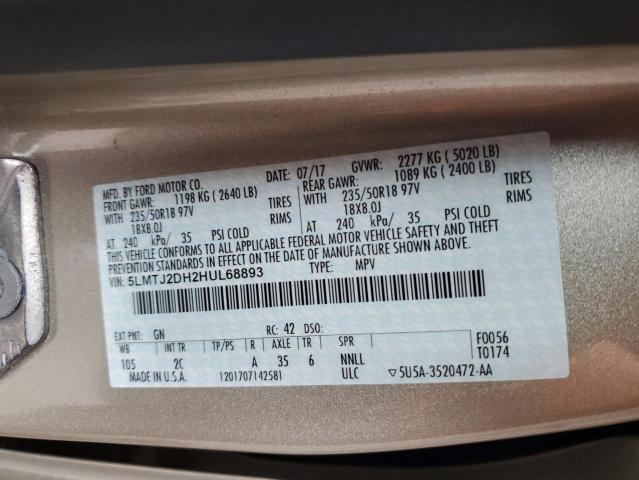 MFD. BY FORD MOTOR CO. DATE: 07/17 GVWR: 2277 KG ( 5020 LB)
FRONT GAWR: 1198 KG ( 2640 LB) REAR GAWR: 1089 KG ( 2400 LB)
WITH 235/50R18 97V TIRES WITH 235/50R18 97V TIRES
18X8.0J RIMS 18X8.0J RIMS
AT 240 kPa/ 35 PSI COLD AT 240 kPa/ 35 PSI COLD
THIS VEHICLE CONFORMS TO ALL APPLICABLE FEDERAL MOTOR VEHICLE SAFETY AND THEFT
PREVENTION STANDARDS IN EFFECT ON THE DATE OF MANUFACTURE SHOWN ABOVE.
VIN: 5LMTJ2DH2HUL68893 TYPE: MPV
EXT PNT: GN RC: 42 DSO: F0056
WB INT TR TP/PS R AXLE TR SPR T0174
105 2C A 35 6 NNLL
MADE IN U.S.A. 1201707142581 ULC ▽5U5A-3520472-AA